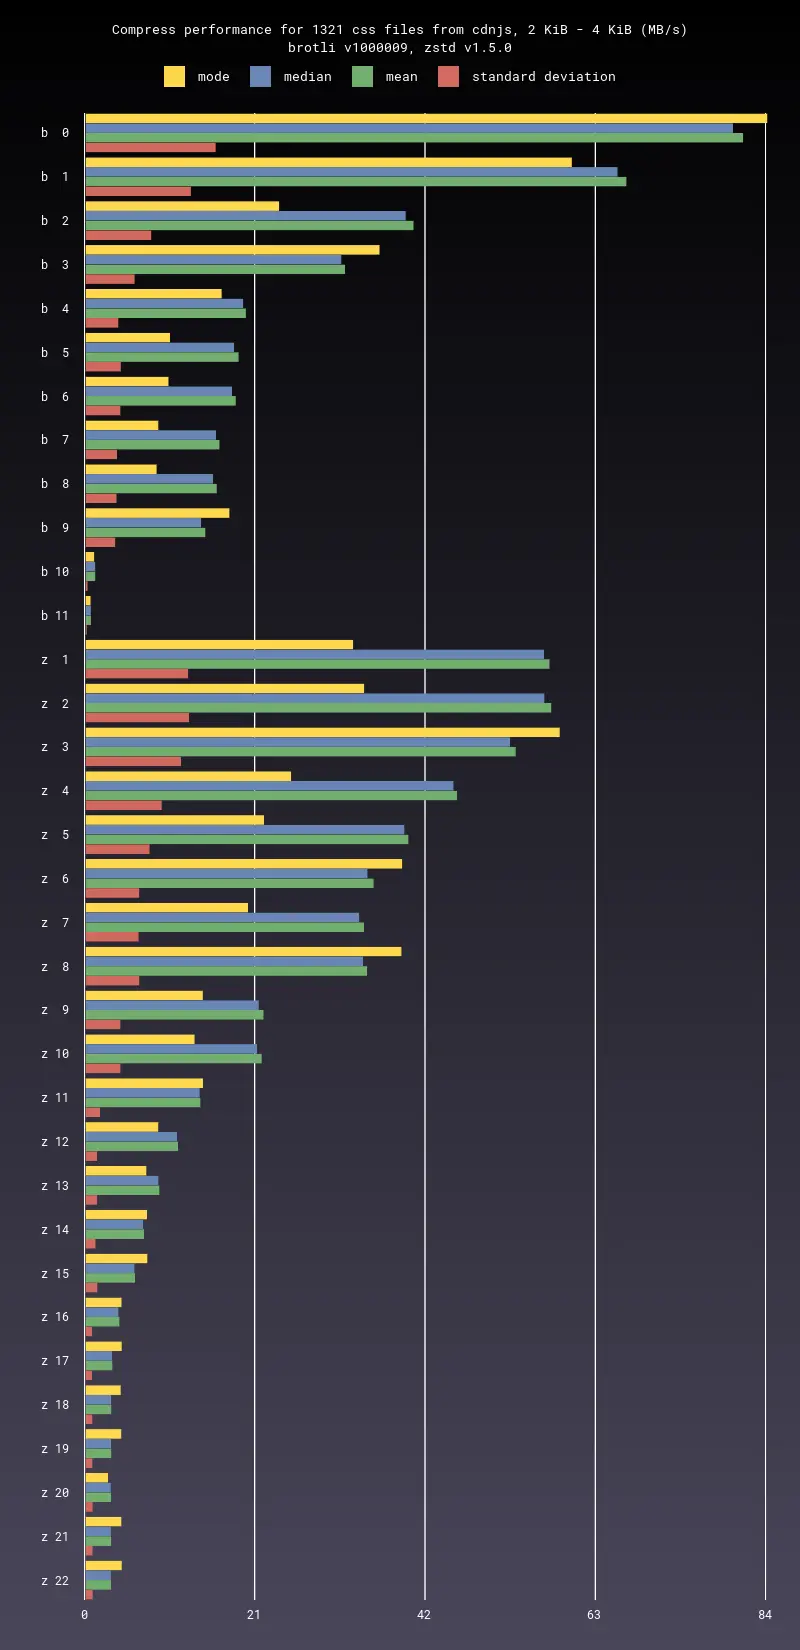 Compress performance for 1321 css files from cdnjs, 2 KiB - 4 KiB (MB/s)
brotli v1000009, zstd v1.5.0
mode median mean standard deviation
b 0
b 1
b 2
b 3
b 4
b 5
b 6
b 7
b 8
b 9
b 10
b 11
z 1
z 2
z 3
z 4
z 5
z 6
z 7
z 8
z 9
z 10
z 11
z 12
z 13
z 14
z 15
z 16
z 17
z 18
z 19
z 20
z 21
z 22
0 21 42 63 84